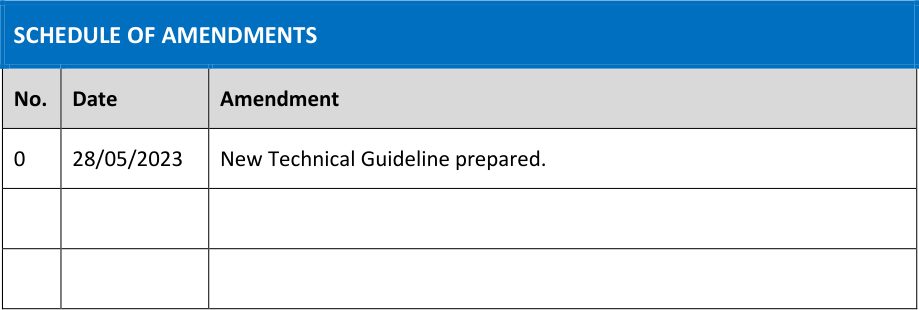 SCHEDULE OF AMENDMENTS
No. Date Amendment
0 28/05/2023 New Technical Guideline prepared.